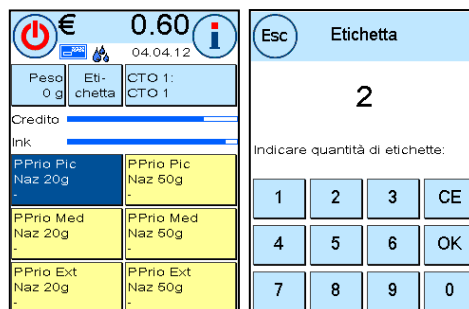 € 0.60
04.04.12
Peso
0 g
Eti-
chetta
CTO 1:
CTO 1
Credito
Ink
PPrio Pic
Naz 20g
-
PPrio Pic
Naz 50g
-
PPrio Med
Naz 20g
-
PPrio Med
Naz 50g
-
PPrio Ext
Naz 20g
-
PPrio Ext
Naz 50g
-
Esc
Etichetta
2
Indicare quantità di etichette:
1 2 3 CE
4 5 6 OK
7 8 9 0